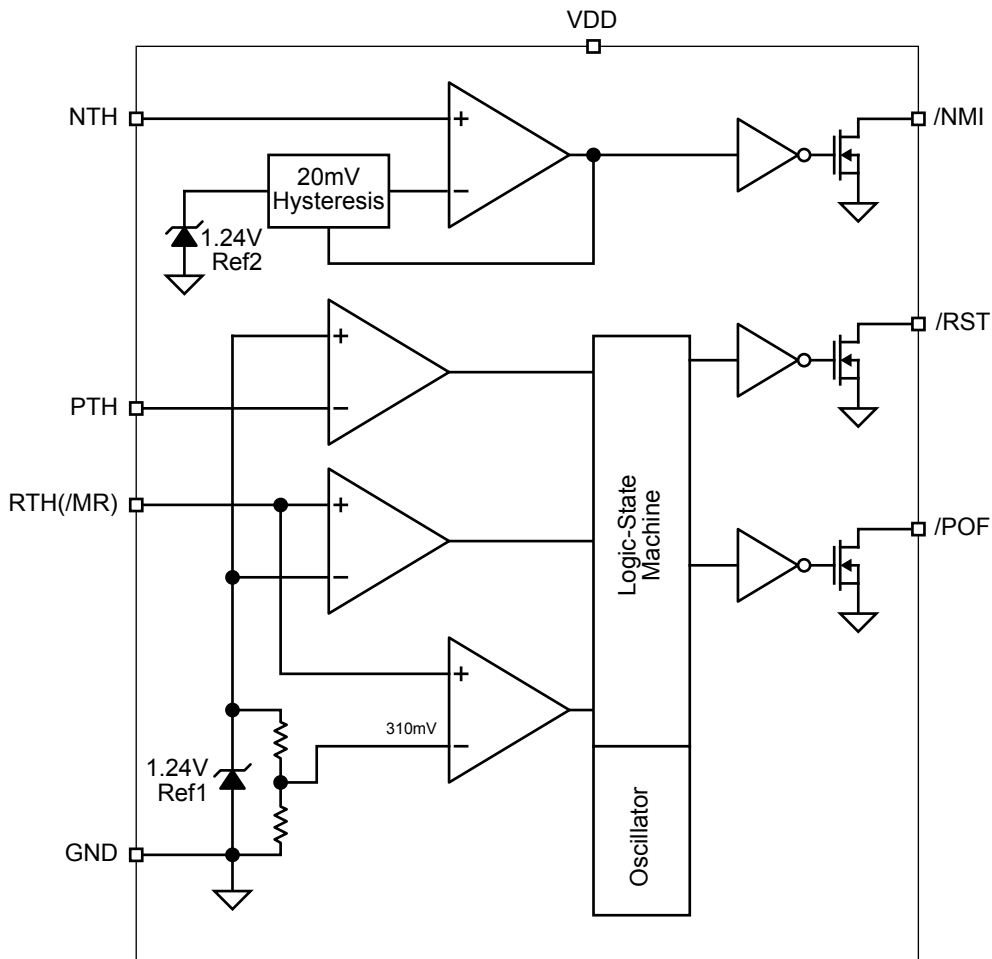 VDD
NTH
+
−
20mV
Hysteresis
1.24V
Ref2
/NMI
+
−
/RST
PTH
RTH(/MR)
+
−
Logic-State
Machine
/POF
+
310mV
−
1.24V
Ref1
Oscillator
GND